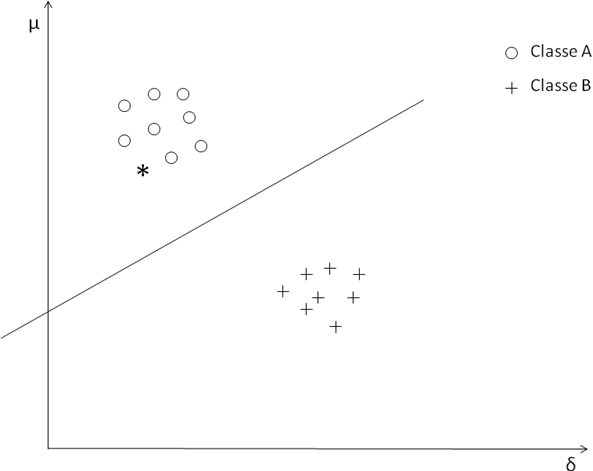 μ
Classe A
Classe B
*
δ